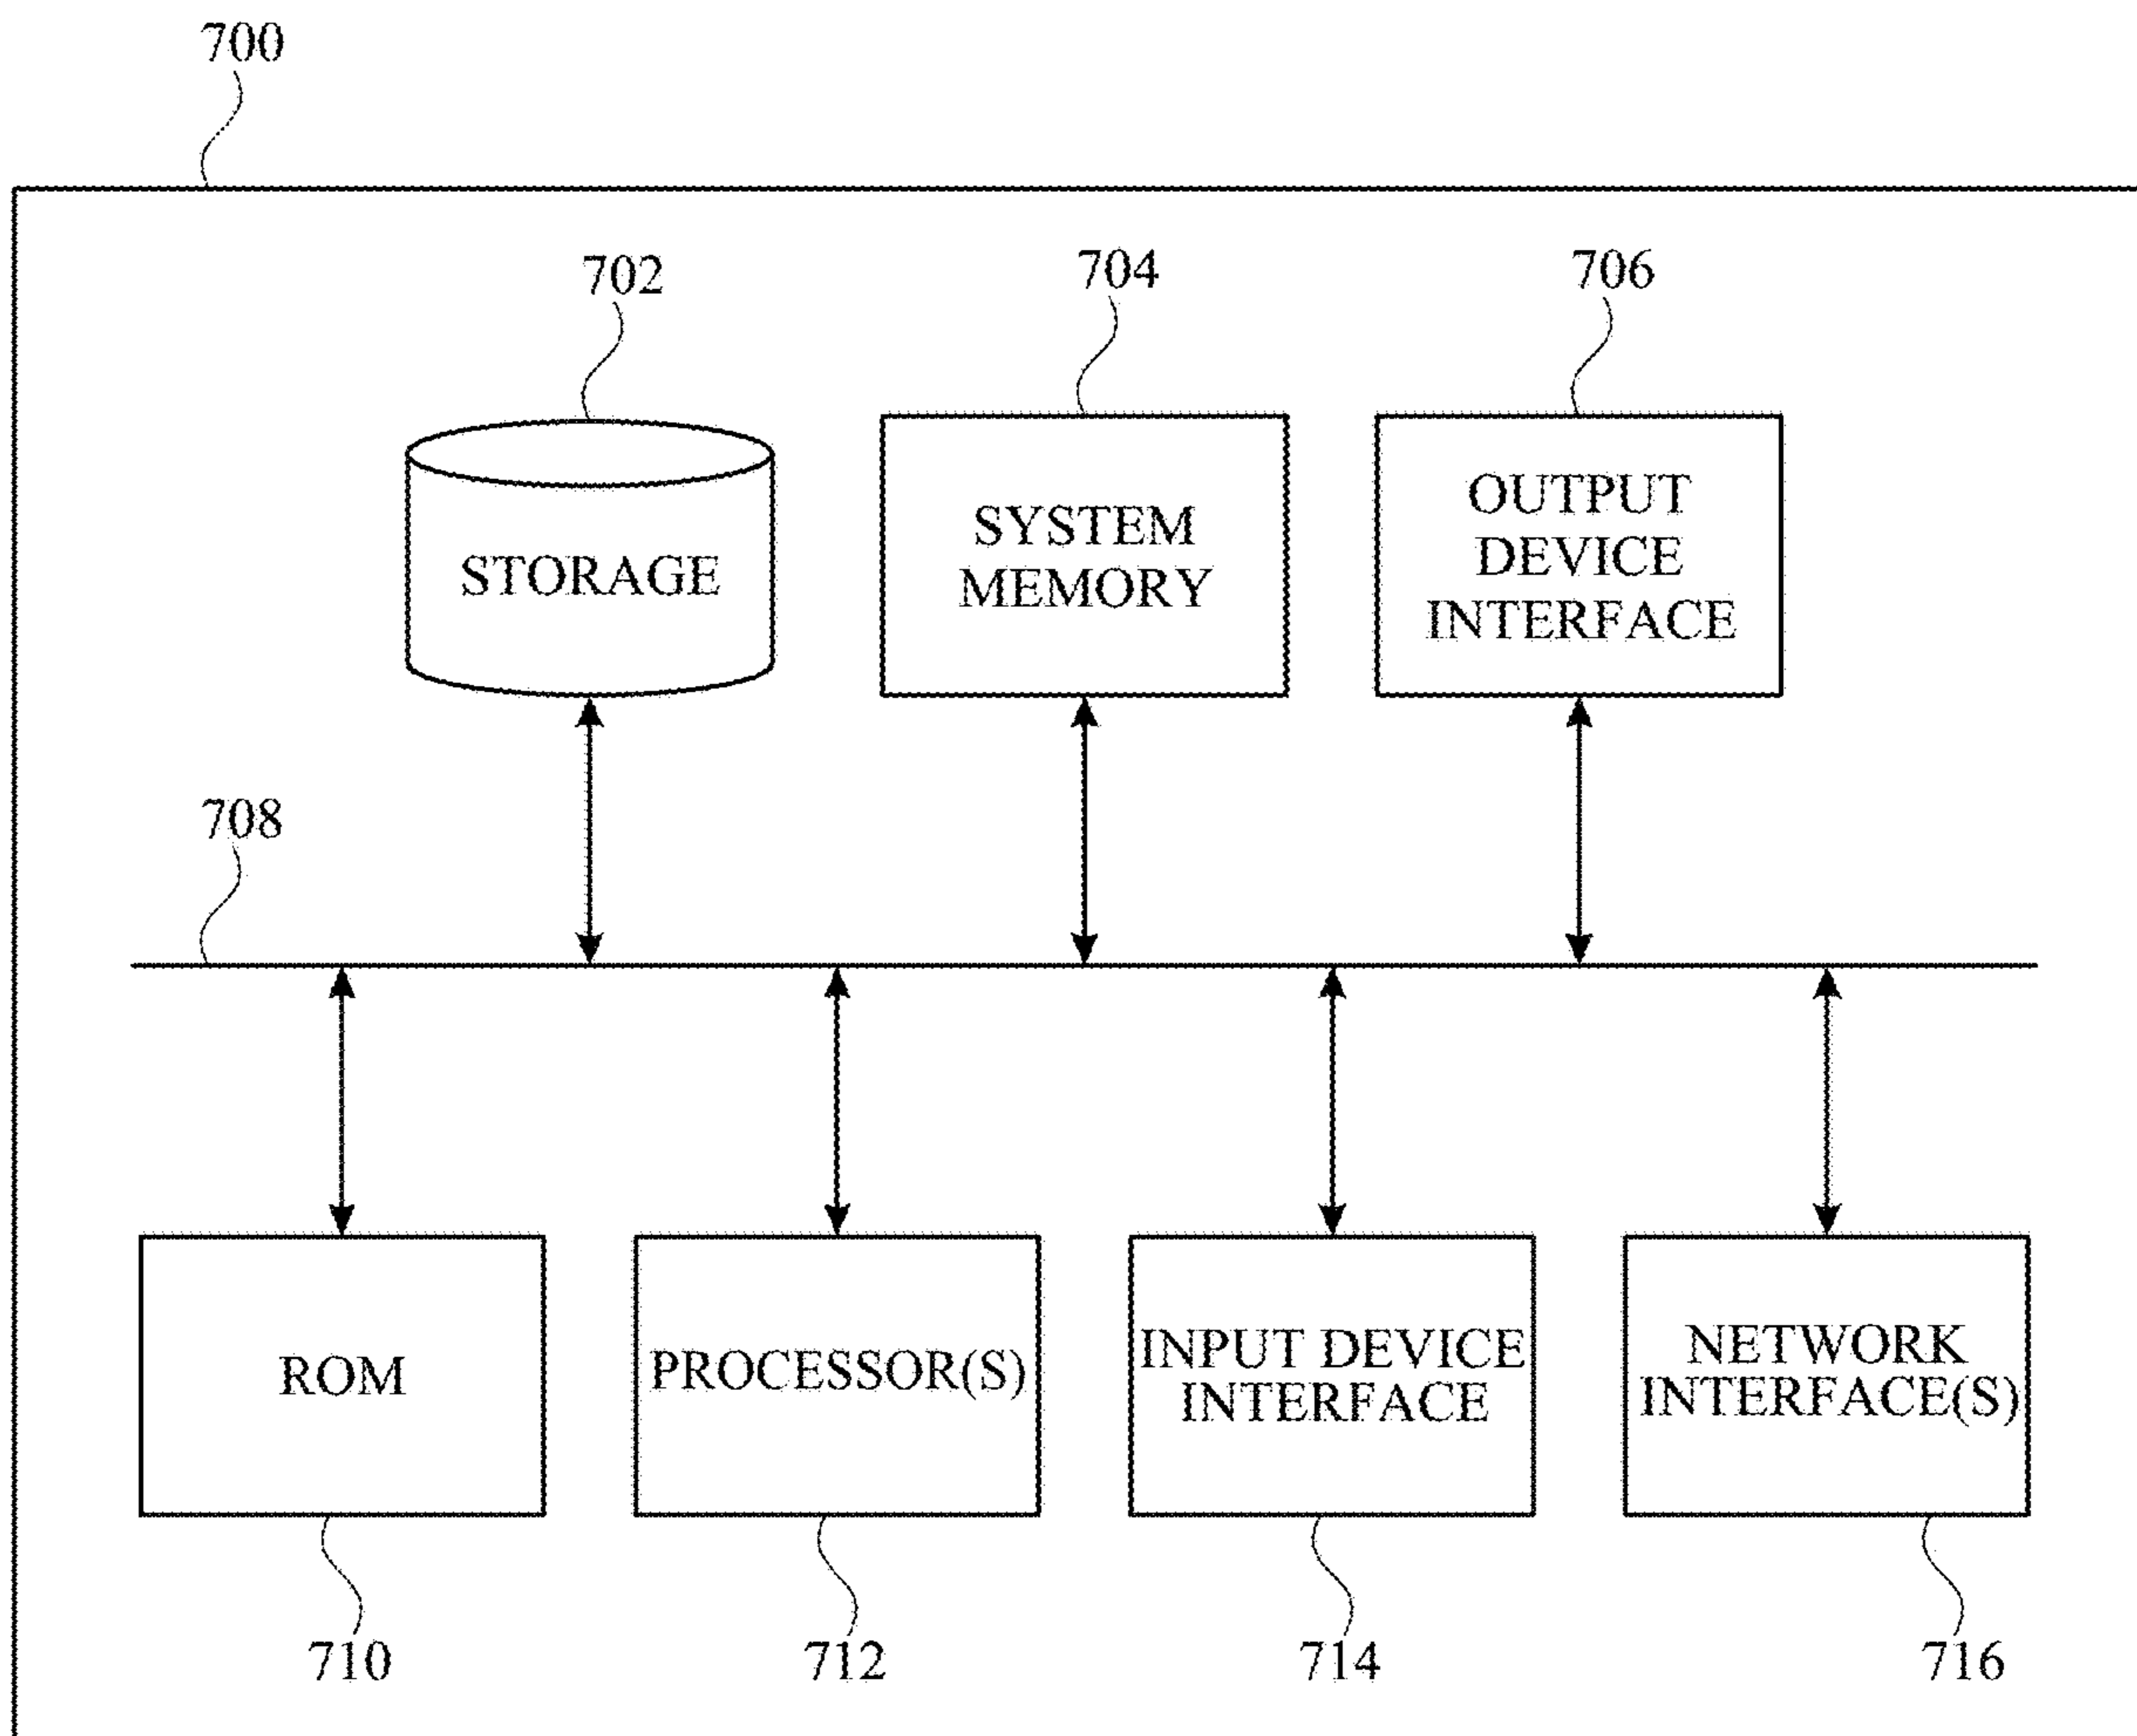 700
702
704
706
STORAGE
SYSTEM
MEMORY
OUTPUT
DEVICE
INTERFACE
708
ROM
PROCESSOR(S)
INPUT DEVICE
INTERFACE
NETWORK
INTERFACE(S)
710
712
714
716